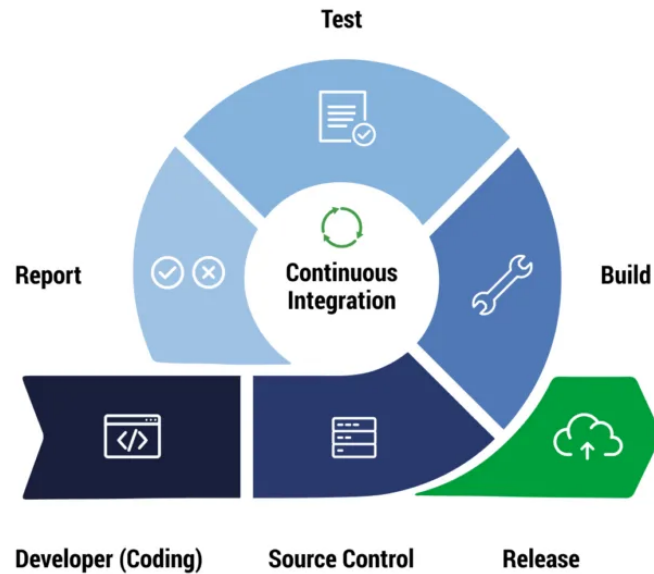 Test
Report
Continuous
Integration
Build
</>
Developer (Coding)
Source Control
Release